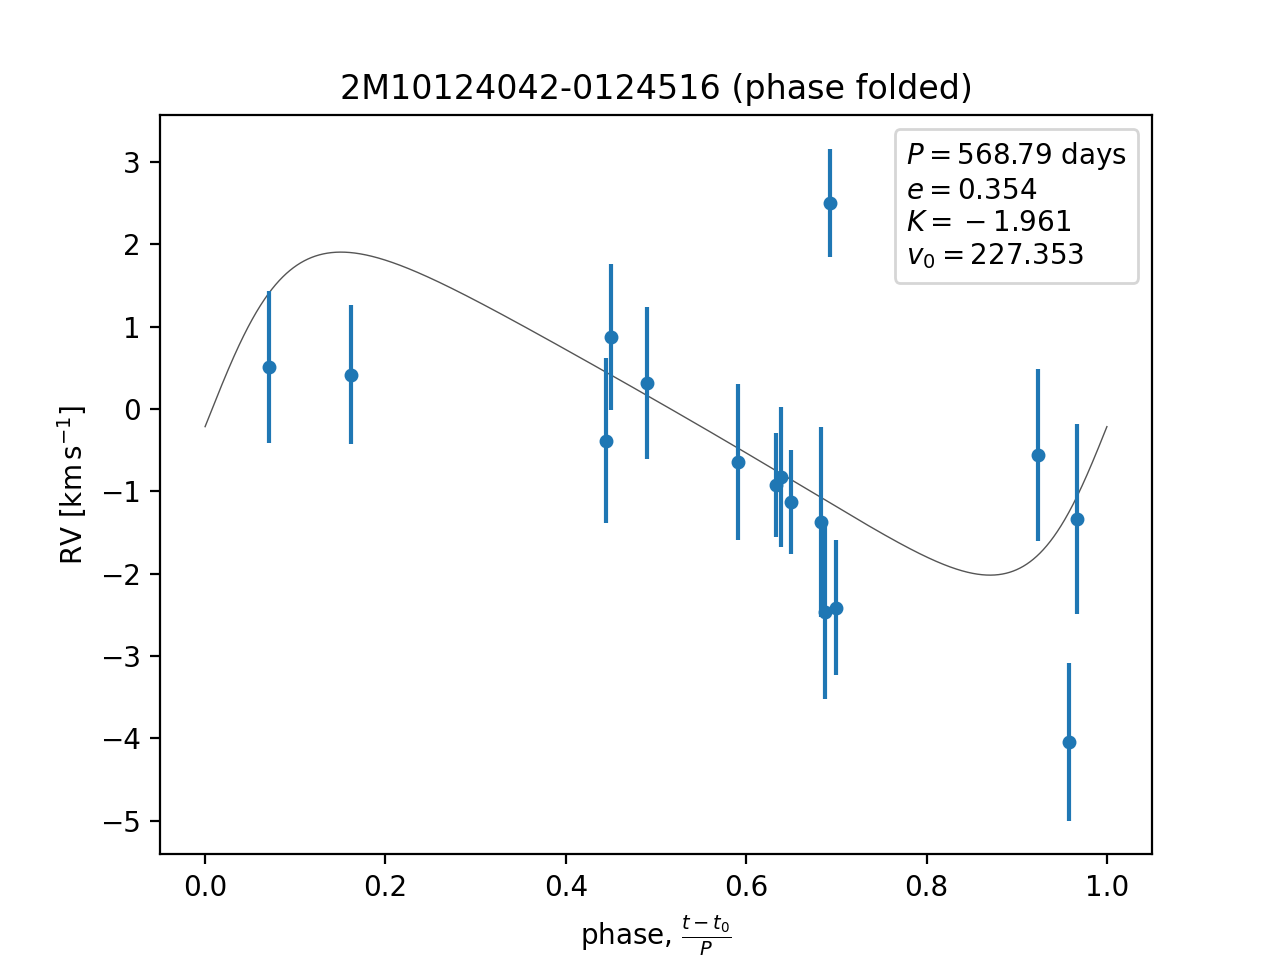 2M10124042-0124516 (phase folded)
P = 568.79 days
e = 0.354
K = −1.961
v₀ = 227.353
3
2
1
0
−1
−2
−3
−4
−5
RV [km s⁻¹]
0.0 0.2 0.4 0.6 0.8 1.0
phase, (t − t₀)/P